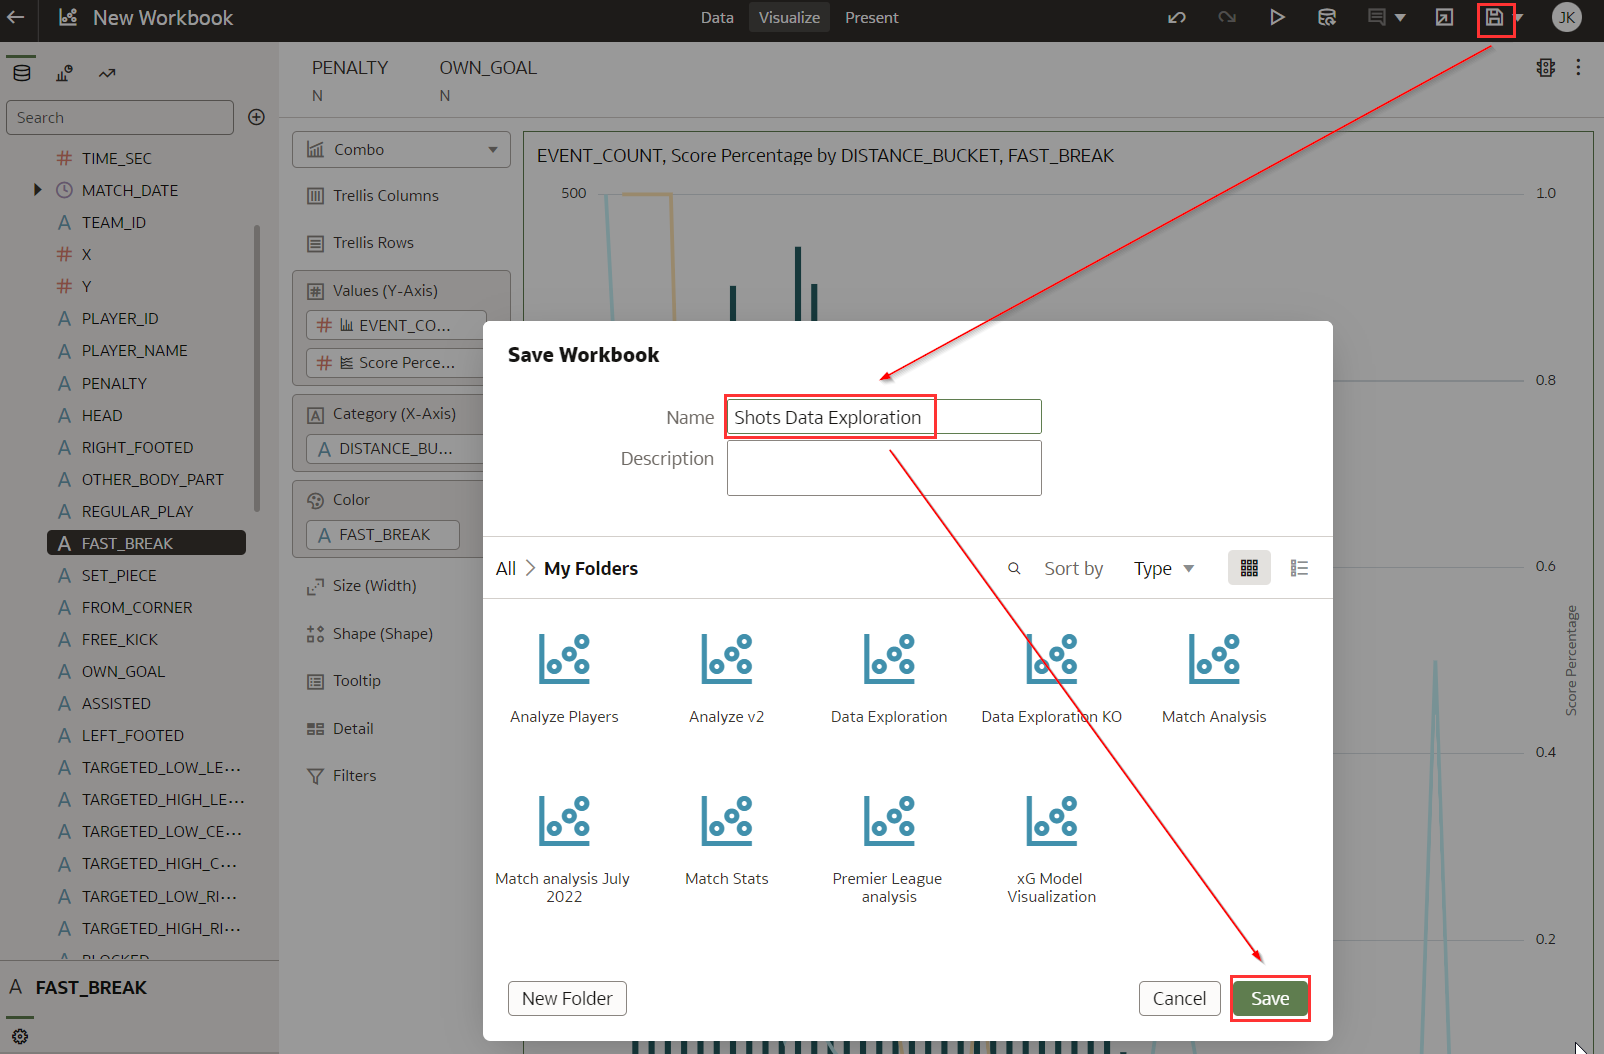 New Workbook
Data Visualize Present
JK
PENALTY OWN_GOAL
N N
Search
TIME_SEC
MATCH_DATE
TEAM_ID
X
Y
PLAYER_ID
PLAYER_NAME
PENALTY
HEAD
RIGHT_FOOTED
OTHER_BODY_PART
REGULAR_PLAY
FAST_BREAK
SET_PIECE
FROM_CORNER
FREE_KICK
OWN_GOAL
ASSISTED
LEFT_FOOTED
TARGETED_LOW_LE...
TARGETED_HIGH_LE...
TARGETED_LOW_CE...
TARGETED_HIGH_C...
TARGETED_LOW_RI...
TARGETED_HIGH_RI...
BLOCKED
A FAST_BREAK
Combo
Trellis Columns
Trellis Rows
Values (Y-Axis)
EVENT_CO...
Score Perce...
Category (X-Axis)
A DISTANCE_BU...
Color
A FAST_BREAK
Size (Width)
Shape (Shape)
Tooltip
Detail
Filters
EVENT_COUNT, Score Percentage by DISTANCE_BUCKET, FAST_BREAK
500
1.0
0.8
0.6
0.4
0.2
Score Percentage
Save Workbook
Name Shots Data Exploration
Description
All > My Folders
Sort by Type
Analyze Players
Analyze v2
Data Exploration
Data Exploration KO
Match Analysis
Match analysis July
2022
Match Stats
Premier League
analysis
xG Model
Visualization
New Folder
Cancel
Save